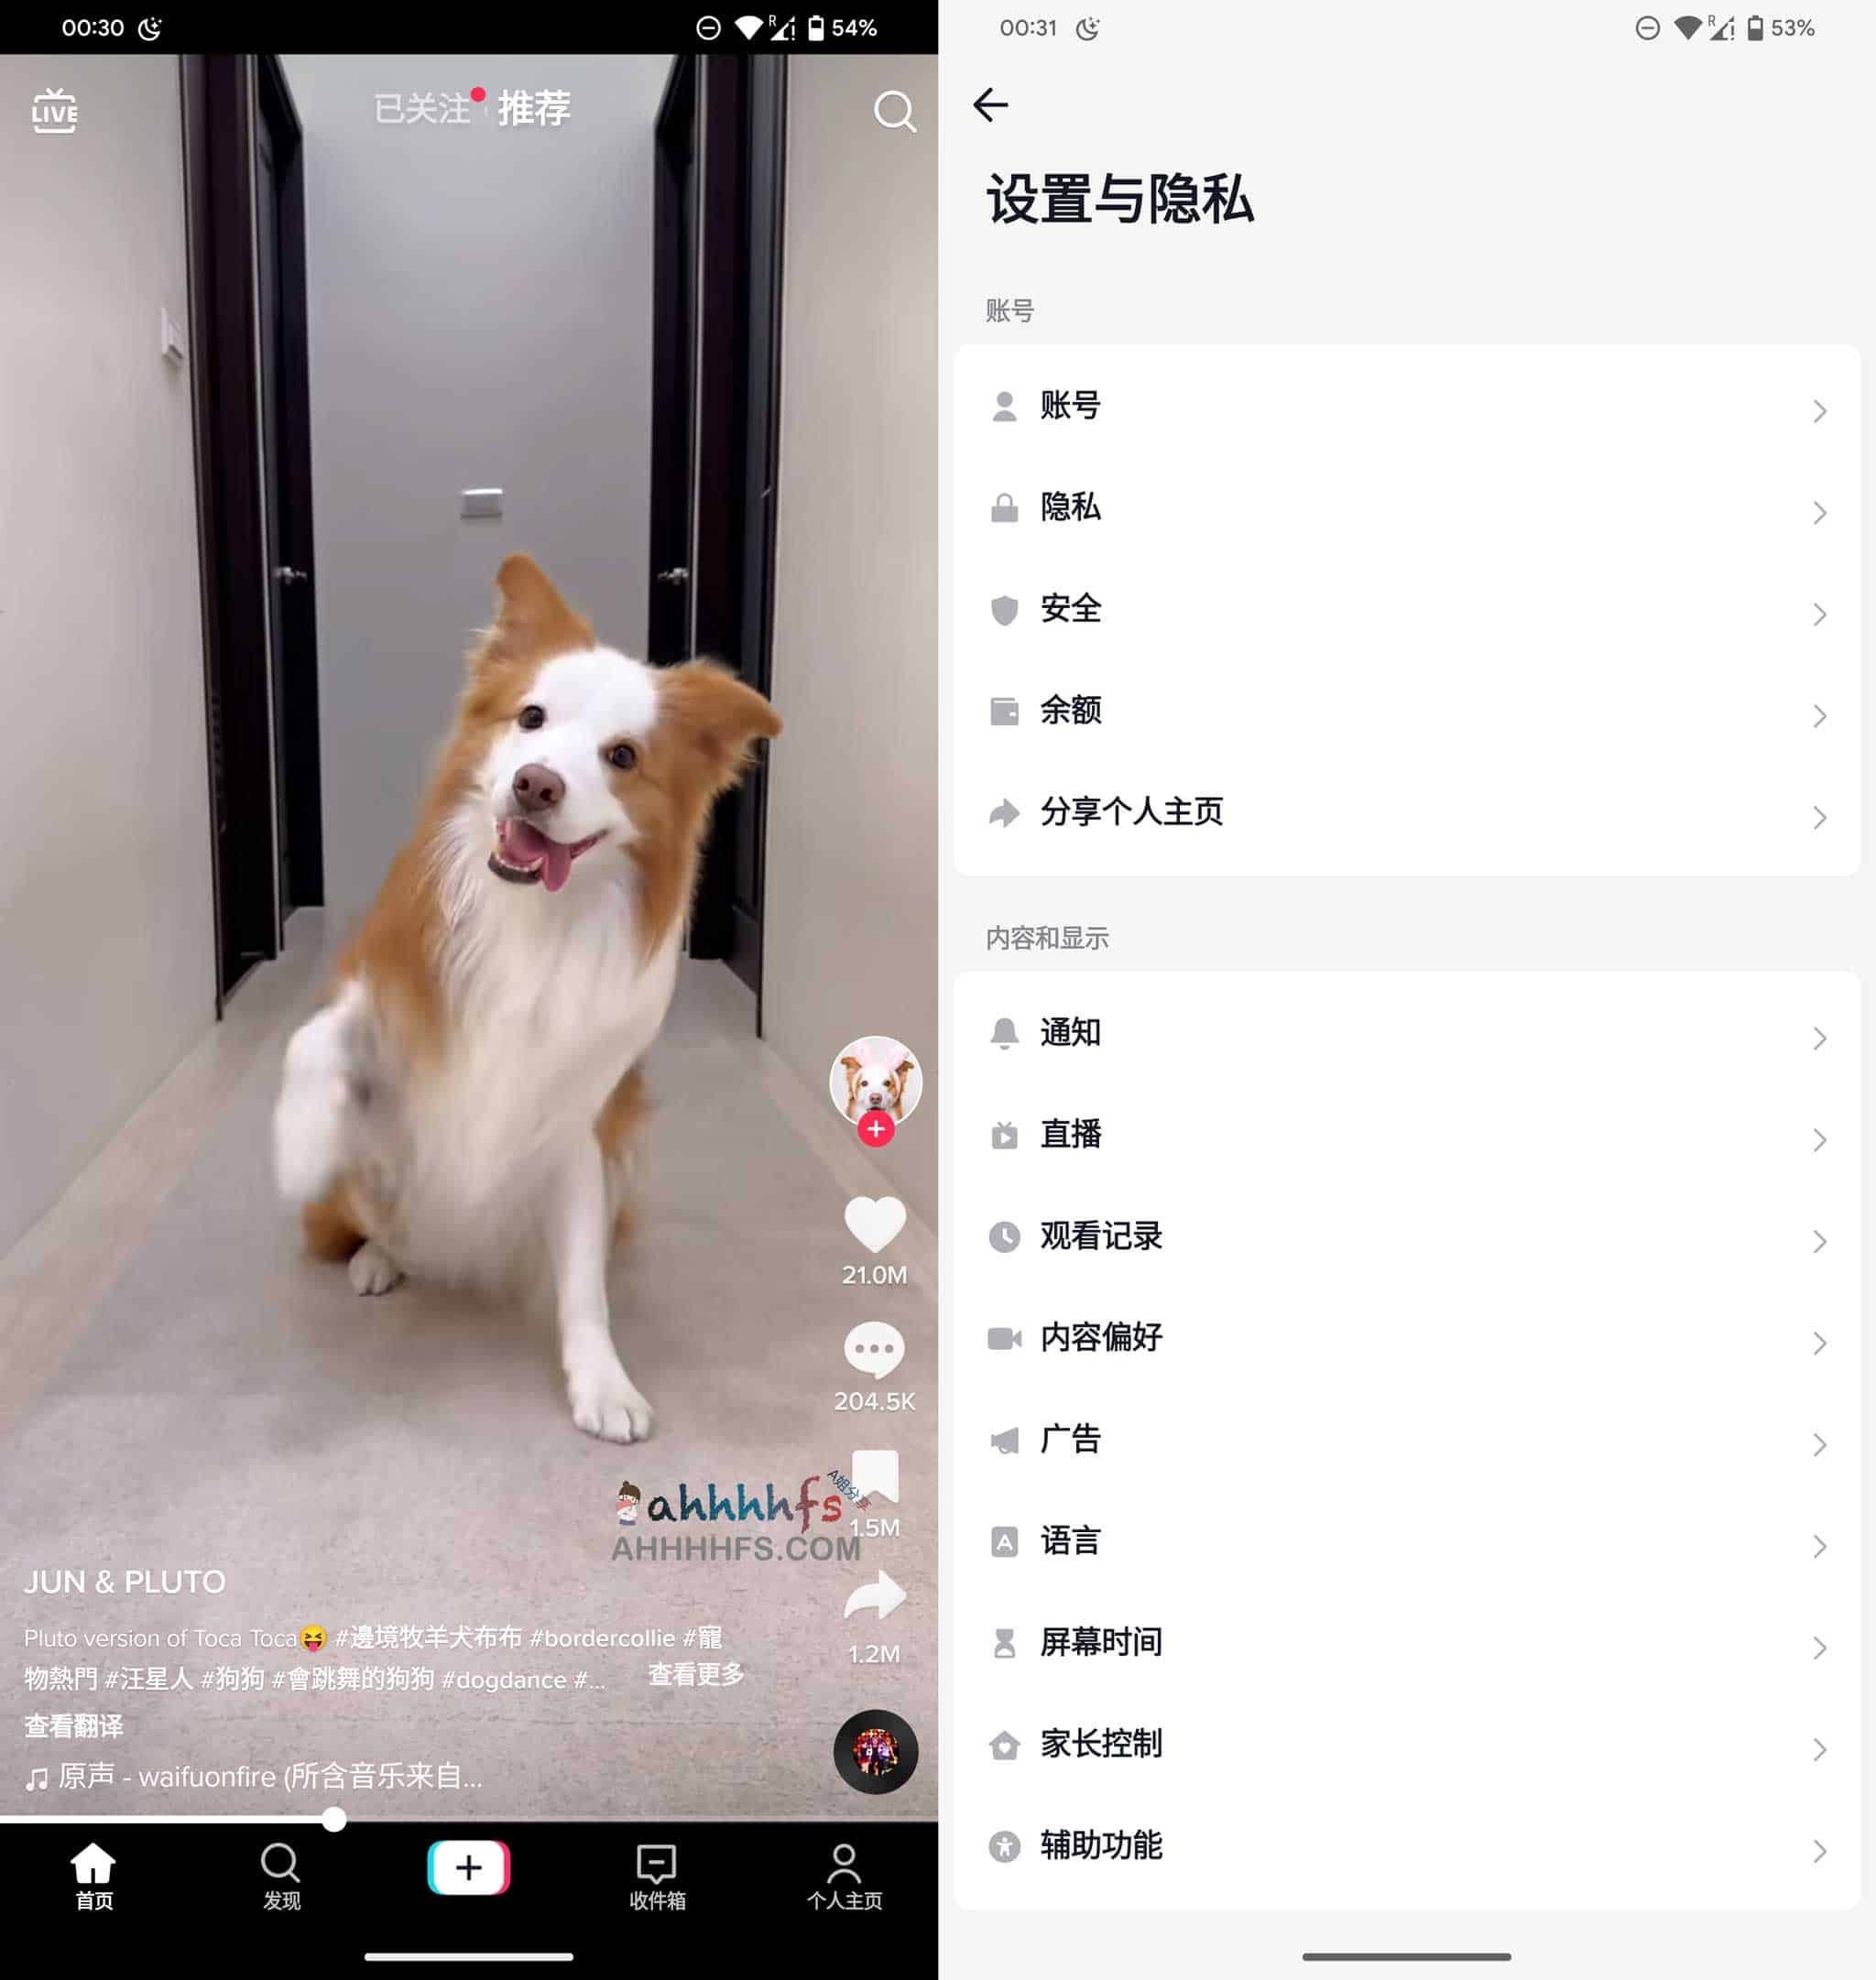 00:30
54%
LIVE
已关注
推荐
21.0M
204.5K
A姐分享
ahhhhfs
1.5M
AHHHHFS.COM
JUN & PLUTO
Pluto version of Toca Toca😝 #邊境牧羊犬布布 #bordercollie #寵
物熱門 #汪星人 #狗狗 #會跳舞的狗狗 #dogdance #... 查看更多
1.2M
查看翻译
原声 - waifuonfire (所含音乐来自...
首页
发现
收件箱
个人主页
00:31
R
53%
设置与隐私
账号
账号
隐私
安全
余额
分享个人主页
内容和显示
通知
直播
观看记录
内容偏好
广告
语言
屏幕时间
家长控制
辅助功能